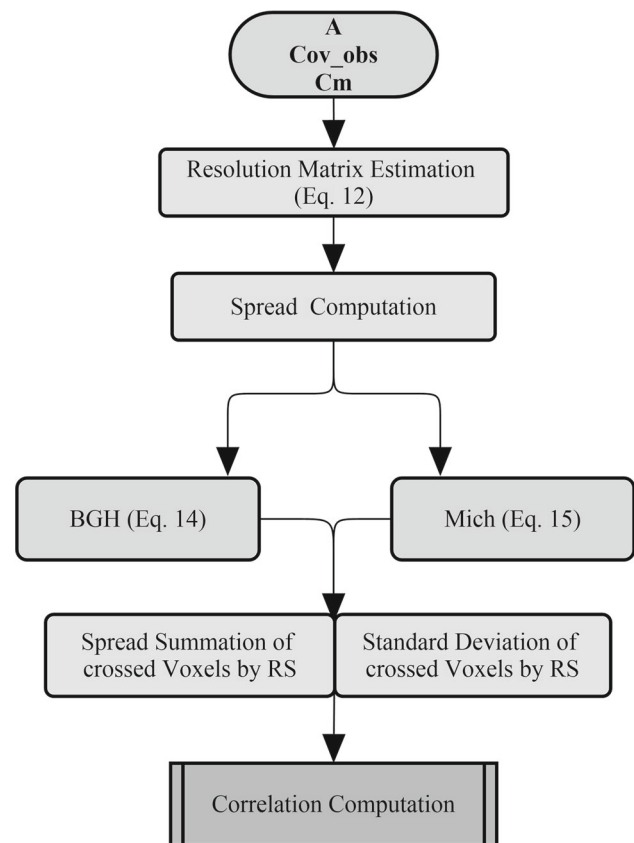 A
Cov_obs
Cm
Resolution Matrix Estimation
(Eq. 12)
Spread Computation
BGH (Eq. 14)
Mich (Eq. 15)
Spread Summation of
crossed Voxels by RS
Standard Deviation of
crossed Voxels by RS
Correlation Computation